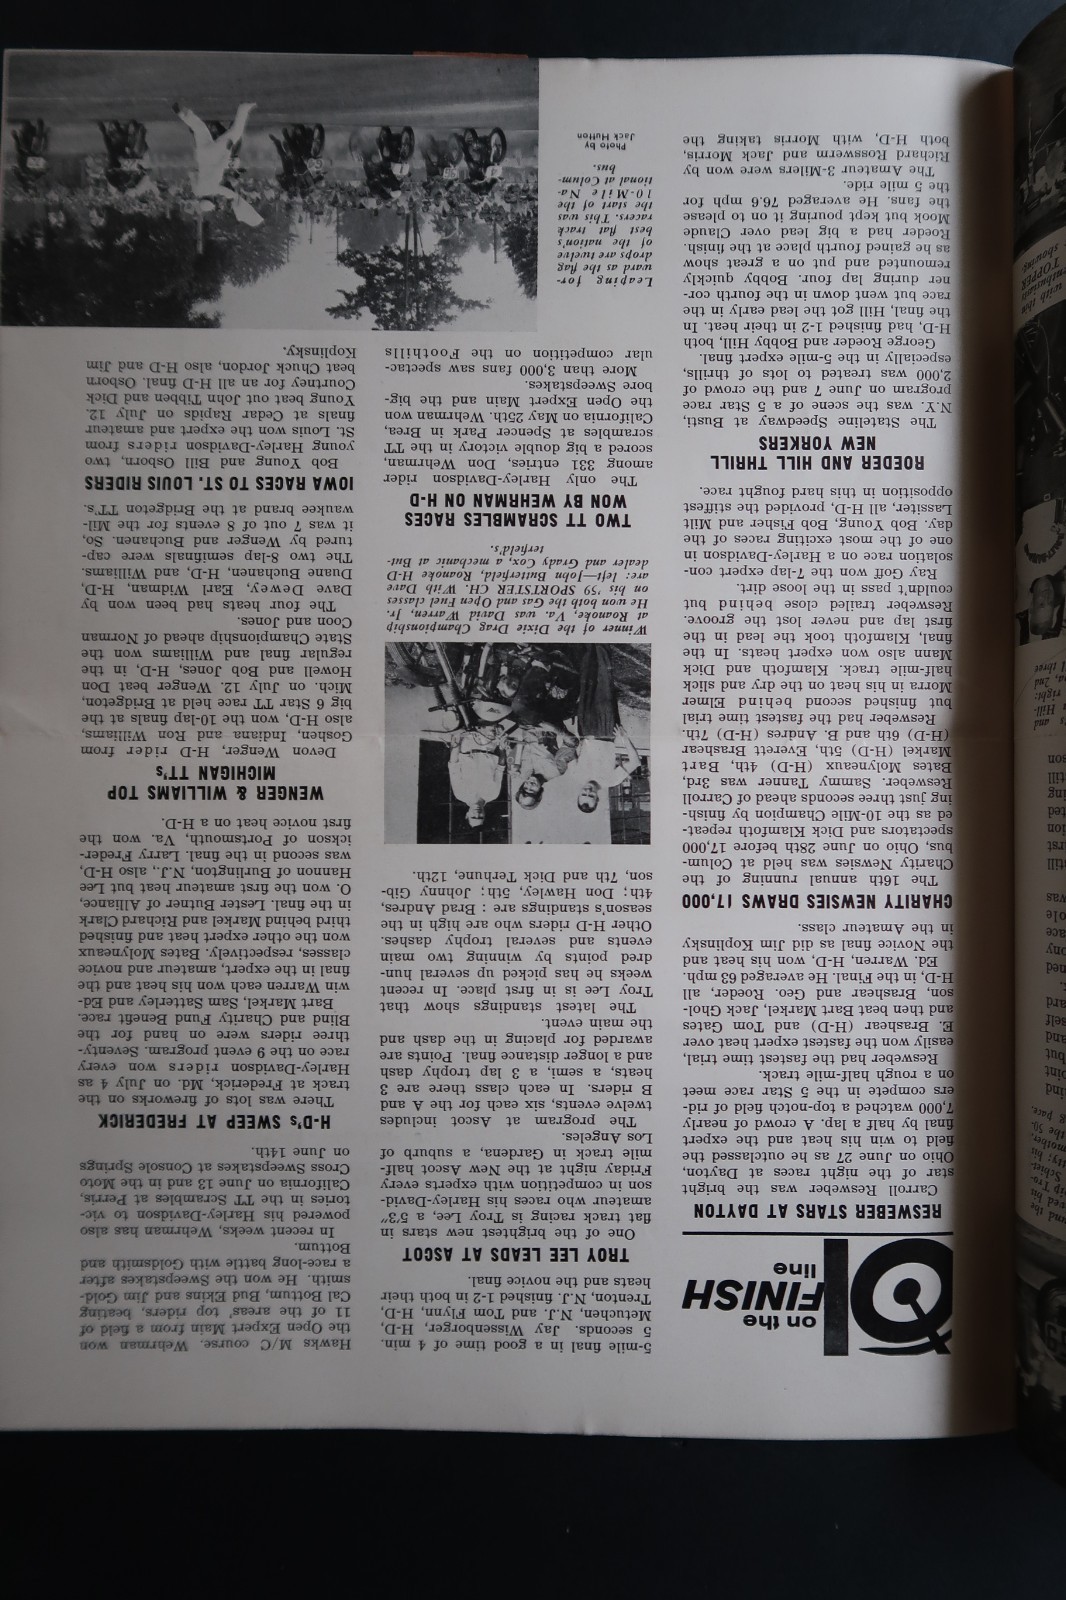 on the
FINISH
line
RESWEBER STARS AT DAYTON
Carroll Resweber was the bright
star of the night races at Dayton,
Ohio on June 27 as he outclassed the
field to win his heat and the expert
final by half a lap. A crowd of nearly
7,000 watched a top-notch field of rid-
ers compete in the 5 Star race meet
on a rough half-mile track.
Resweber had the fastest time trial,
easily won the fastest expert heat over
E. Brashear (H-D) and Tom Gates
and then beat Bart Markel, Jack Ghol-
son, Brashear and Geo. Roeder, all
H-D, in the Final. He averaged 63 mph.
Ed. Warren, H-D, won his heat and
the Novice final as did Jim Koplinsky
in the Amateur class.
CHARITY NEWSIES DRAWS 17,000
The 16th annual running of the
Charity Newsies was held at Colum-
bus, Ohio on June 28th before 17,000
spectators and Dick Klamfoth repeat-
ed as the 10-Mile Champion by finish-
ing just three seconds ahead of Carroll
Resweber. Sammy Tanner was 3rd,
Bates Molyneaux (H-D) 4th, Bart
Markel (H-D) 5th, Everett Brashear
(H-D) 6th and B. Andres (H-D) 7th.
Resweber had the fastest time trial
but finished second behind Elmer
Morra in his heat on the dry and slick
half-mile track. Klamfoth and Dick
Mann also won expert heats. In the
final, Klamfoth took the lead in the
first lap and never lost the groove.
Resweber trailed close behind but
couldn't pass in the loose dirt.
Ray Goff won the 7-lap expert con-
solation race on a Harley-Davidson in
one of the most exciting races of the
day. Bob Young, Bob Fisher and Milt
Lassiter, all H-D, provided the stiffest
opposition in this hard fought race.
ROEDER AND HILL THRILL
NEW YORKERS
The Stateline Speedway at Busti,
N.Y. was the scene of a 5 Star race
program on June 7 and the crowd of
2,000 was treated to lots of thrills,
especially in the 5-mile expert final.
George Roeder and Bobby Hill, both
H-D, had finished 1-2 in their heat. In
the final, Hill got the lead early in the
race but went down in the fourth cor-
ner during lap four. Bobby quickly
remounted and put on a great show
as he gained fourth place at the finish.
Roeder had a big lead over Claude
Mook but kept pouring it on to please
the fans. He averaged 76.6 mph for
the 5 mile ride.
The Amateur 3-Milers were won by
Richard Rosswerm and Jack Morris,
both H-D, with Morris taking the
5-mile final in a good time of 4 min.
5 seconds. Jay Wissenborger, H-D,
Metuchen, N.J. and Tom Flynn, H-D,
Trenton, N.J. finished 1-2 in both their
heats and the novice final.
TROY LEE LEADS AT ASCOT
One of the brightest new stars in
flat track racing is Troy Lee, a 5'3"
amateur who races his Harley-David-
son in competition with experts every
Friday night at the New Ascot half-
mile track in Gardena, a suburb of
Los Angeles.
The program at Ascot includes
twelve events, six each for the A and
B riders. In each class there are 3
heats, a semi, a 3 lap trophy dash
and a longer distance final. Points are
awarded for placing in the dash and
the main event.
The latest standings show that
Troy Lee is in first place. In recent
weeks he has picked up several hun-
dred points by winning two main
events and several trophy dashes.
Other H-D riders who are high in the
season's standings are : Brad Andres,
4th; Don Hawley, 5th; Johnny Gib-
son, 7th and Dick Terhune, 12th.
Winner of the Dixie Drag Championship
at Roanoke, Va. was David Warren, Jr.
He won both the Gas and Open Fuel classes
on his '59 SPORTSTER CH. With Dave
are: left—John Butterfield, Roanoke H-D
dealer and Grady Cox, a mechanic at But-
terfield's.
TWO TT SCRAMBLES RACES
WON BY WEHRMAN ON H-D
The only Harley-Davidson rider
among 331 entries, Don Wehrman,
scored a big double victory in the TT
scrambles at Spencer Park in Brea,
California on May 25th. Wehrman won
the Open Expert Main and the big-
bore Sweepstakes.
More than 3,000 fans saw spectac-
ular competition on the Foothills
Hawks M/C course. Wehrman won
the Open Expert Main from a field of
11 of the areas' top riders, beating
Cal Bottum, Bud Ekins and Jim Gold-
smith. He won the Sweepstakes after
a race-long battle with Goldsmith and
Bottum.
In recent weeks, Wehrman has also
powered his Harley-Davidson to vic-
tories in the TT Scrambles at Perris,
California on June 13 and in the Moto
Cross Sweepstakes at Console Springs
on June 14th.
H-D's SWEEP AT FREDERICK
There was lots of fireworks on the
track at Frederick, Md. on July 4 as
Harley-Davidson riders won every
race on the 9 event program. Seventy-
three riders were on hand for the
Blind and Charity Fund Benefit race.
Bart Markel, Sam Satterley and Ed-
win Warren each won his heat and the
final in the expert, amateur and novice
classes, respectively. Bates Molyneaux
won the other expert heat and finished
third behind Markel and Richard Clark
in the final. Lester Butner of Alliance,
O. won the first amateur heat but Lee
Hannon of Burlington, N.J., also H-D,
was second in the final. Larry Freder-
ickson of Portsmouth, Va. won the
first novice heat on a H-D.
WENGER & WILLIAMS TOP
MICHIGAN TT's
Devon Wenger, H-D rider from
Goshen, Indiana and Ron Williams,
also H-D, won the 10-lap finals at the
big 6 Star TT race held at Bridgeton,
Mich. on July 12. Wenger beat Don
Howell and Bob Jones, H-D, in the
regular final and Williams won the
State Championship ahead of Norman
Coon and Jones.
The four heats had been won by
Dave Dewey, Earl Widman, H-D,
Duane Buchanen, H-D, and Williams.
The two 8-lap seminals were cap-
tured by Wenger and Buchanen. So,
it was 7 out of 8 events for the Mil-
waukee brand at the Bridgeton TT's.
IOWA RACES TO ST. LOUIS RIDERS
Bob Young and Bill Osborn, two
young Harley-Davidson riders from
St. Louis won the expert and amateur
finals at Cedar Rapids on July 12.
Young beat out John Tibben and Dick
Courtney for an all H-D final. Osborn
beat Chuck Jordon, also H-D and Jim
Koplinsky.
Leaping for-
ward as the flag
drops are twelve
of the nation's
best flat track
racers. This was
the start of the
10-Mile Na-
tional at Colum-
bus.
Photo by
Jack Hutton